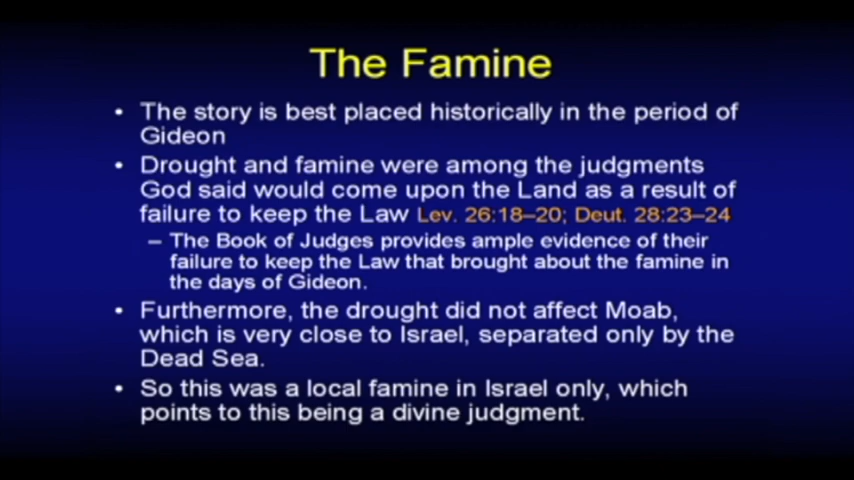 The Famine
• The story is best placed historically in the period of
Gideon
• Drought and famine were among the judgments
God said would come upon the Land as a result of
failure to keep the Law Lev. 26:18–20; Deut. 28:23–24
– The Book of Judges provides ample evidence of their
failure to keep the Law that brought about the famine in
the days of Gideon.
• Furthermore, the drought did not affect Moab,
which is very close to Israel, separated only by the
Dead Sea.
• So this was a local famine in Israel only, which
points to this being a divine judgment.